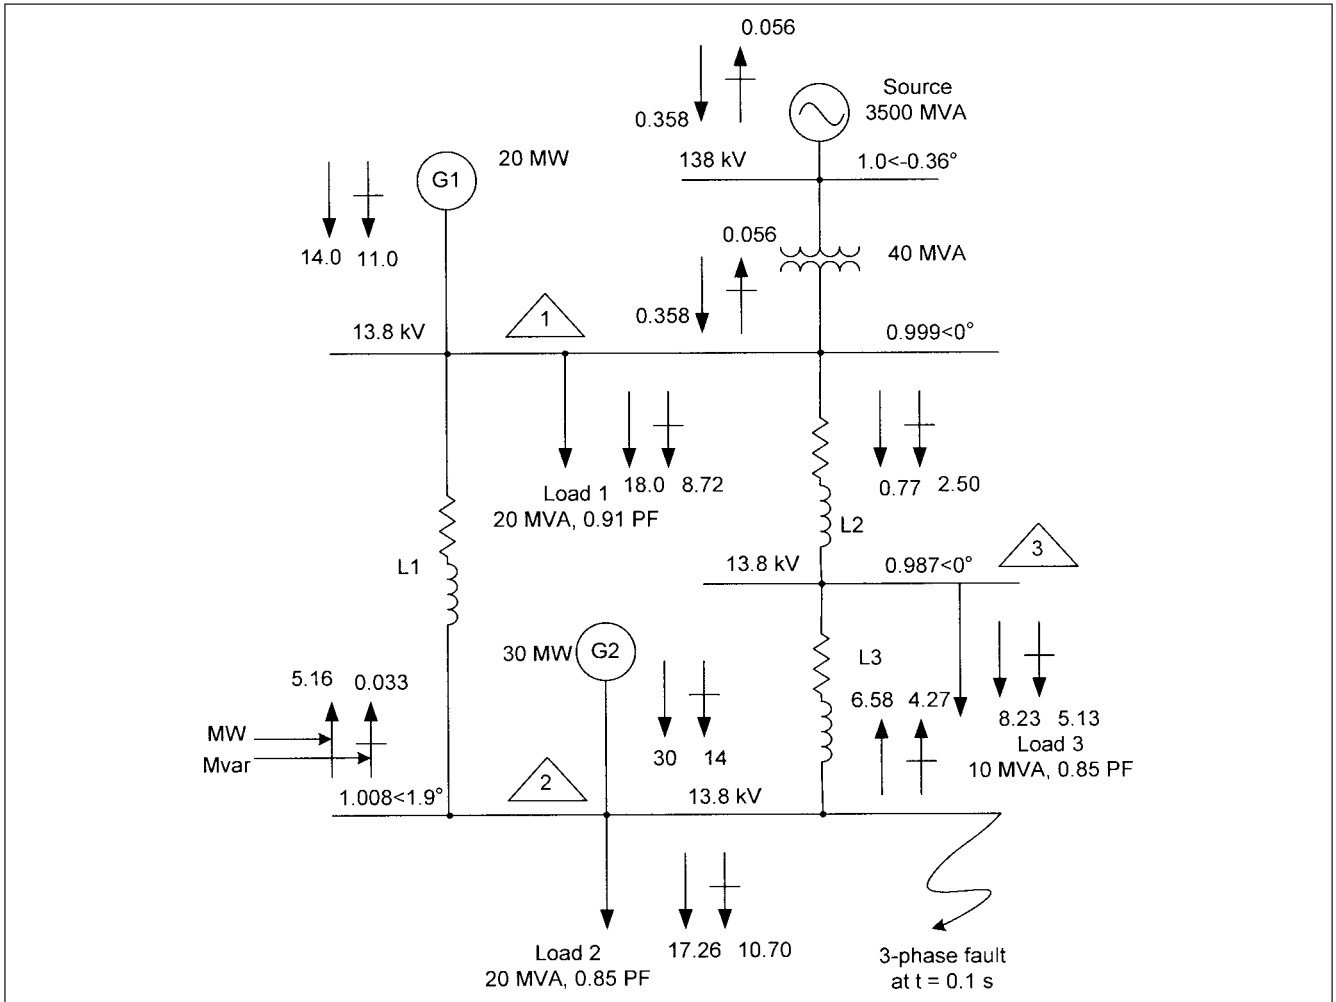 0.056
Source
3500 MVA
0.358
138 kV
1.0<-0.36°
20 MW
G1
14.0 11.0
0.056
40 MVA
0.358
13.8 kV
1
0.999<0°
Load 1
20 MVA, 0.91 PF
18.0 8.72
0.77 2.50
L2
L1
13.8 kV
0.987<0°
3
30 MW
G2
L3
5.16 0.033
MW
Mvar
30 14
6.58 4.27
8.23 5.13
Load 3
10 MVA, 0.85 PF
1.008<1.9°
2
13.8 kV
Load 2
20 MVA, 0.85 PF
17.26 10.70
3-phase fault
at t = 0.1 s